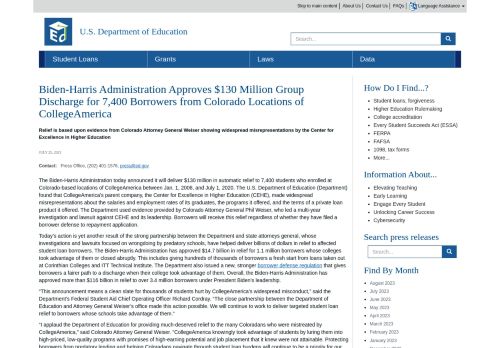 Skip to main content | About Us | Contact Us | FAQs | Language Assistance
U.S. Department of Education
Search...
Student Loans
Grants
Laws
Data
Biden-Harris Administration Approves $130 Million Group
Discharge for 7,400 Borrowers from Colorado Locations of
CollegeAmerica
Relief is based upon evidence from Colorado Attorney General Weiser showing widespread misrepresentations by the Center for
Excellence in Higher Education
JULY 25, 2023
Contact: Press Office, (202) 401-1576, press@ed.gov
The Biden-Harris Administration today announced it will deliver $130 million in automatic relief to 7,400 students who enrolled at
Colorado-based locations of CollegeAmerica between Jan. 1, 2006, and July 1, 2020. The U.S. Department of Education (Department)
found that CollegeAmerica's parent company, the Center for Excellence in Higher Education (CEHE), made widespread
misrepresentations about the salaries and employment rates of its graduates, the programs it offered, and the terms of a private loan
product it offered. The Department used evidence provided by Colorado Attorney General Phil Weiser, who led a multi-year
investigation and lawsuit against CEHE and its leadership. Borrowers will receive this relief regardless of whether they have filed a
borrower defense to repayment application.
Today's action is yet another result of the strong partnership between the Department and state attorneys general, whose
investigations and lawsuits focused on wrongdoing by predatory schools, have helped deliver billions of dollars in relief to affected
student loan borrowers. The Biden-Harris Administration has approved $14.7 billion in relief for 1.1 million borrowers whose colleges
took advantage of them or closed abruptly. This includes giving hundreds of thousands of borrowers a fresh start from loans taken out
at Corinthian Colleges and ITT Technical Institute. The Department also issued a new, stronger borrower defense regulation that gives
borrowers a fairer path to a discharge when their college took advantage of them. Overall, the Biden-Harris Administration has
approved more than $116 billion in relief to over 3.4 million borrowers under President Biden's leadership.
"This announcement means a clean slate for thousands of students hurt by CollegeAmerica's widespread misconduct," said the
Department's Federal Student Aid Chief Operating Officer Richard Cordray. "The close partnership between the Department of
Education and Attorney General Weiser's office made this action possible. We will continue to work to deliver targeted student loan
relief to borrowers whose schools take advantage of them."
"I applaud the Department of Education for providing much-deserved relief to the many Coloradans who were mistreated by
CollegeAmerica," said Colorado Attorney General Weiser. "CollegeAmerica knowingly took advantage of students by luring them into
high-priced, low-quality programs with promises of high-earning potential and job placement that it knew were not attainable. Protecting
borrowers from predatory lending and helping Coloradans navigate through student loan burdens will continue to be a priority for our
How Do I Find...?
Student loans, forgiveness
Higher Education Rulemaking
College accreditation
Every Student Succeeds Act (ESSA)
FERPA
FAFSA
1098, tax forms
More...
Information About...
Elevating Teaching
Early Learning
Engage Every Student
Unlocking Career Success
Cybersecurity
Search press releases
Search...
Find By Month
August 2023
July 2023
June 2023
May 2023
April 2023
March 2023
February 2023
January 2023